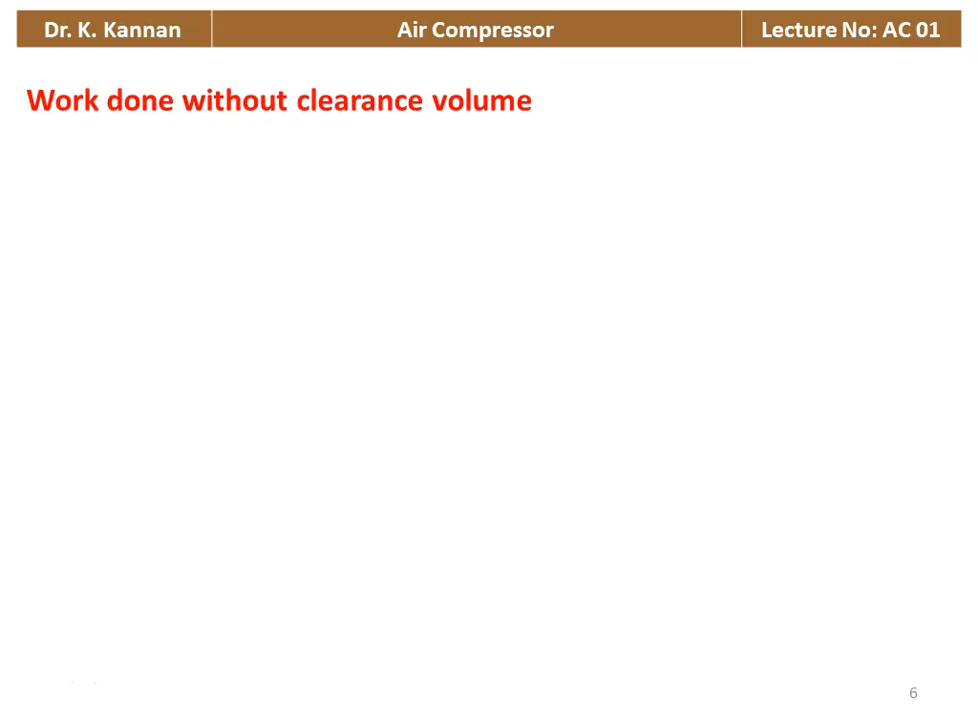 Dr. K. Kannan
Air Compressor
Lecture No: AC 01
Work done without clearance volume
6